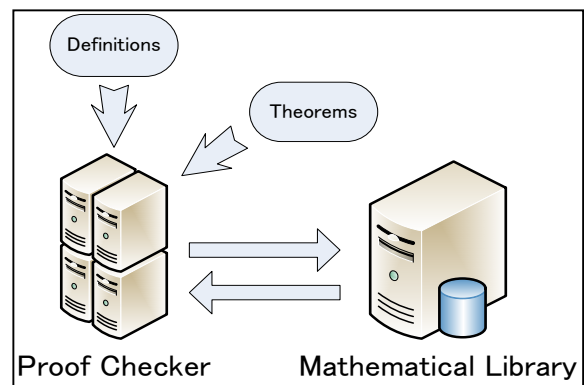 Definitions
Theorems
Proof Checker
Mathematical Library